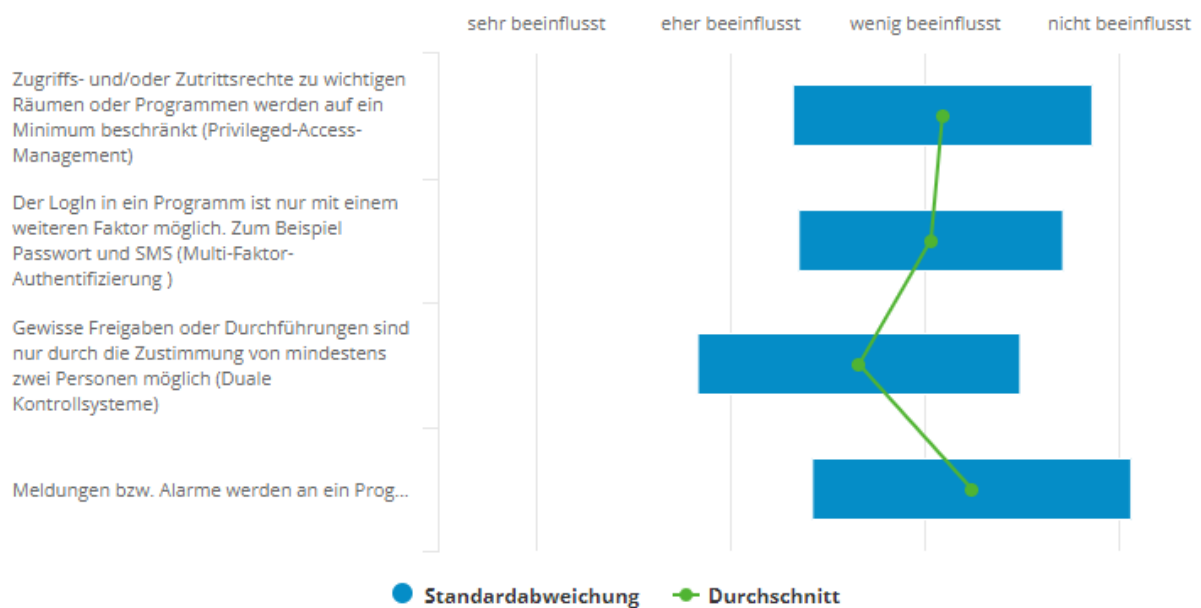 sehr beeinflusst eher beeinflusst wenig beeinflusst nicht beeinflusst
Zugriffs- und/oder Zutrittsrechte zu wichtigen
Räumen oder Programmen werden auf ein
Minimum beschränkt (Privileged-Access-
Management)
Der LogIn in ein Programm ist nur mit einem
weiteren Faktor möglich. Zum Beispiel
Passwort und SMS (Multi-Faktor-
Authentifizierung )
Gewisse Freigaben oder Durchführungen sind
nur durch die Zustimmung von mindestens
zwei Personen möglich (Duale
Kontrollsysteme)
Meldungen bzw. Alarme werden an ein Prog...
Standardabweichung Durchschnitt